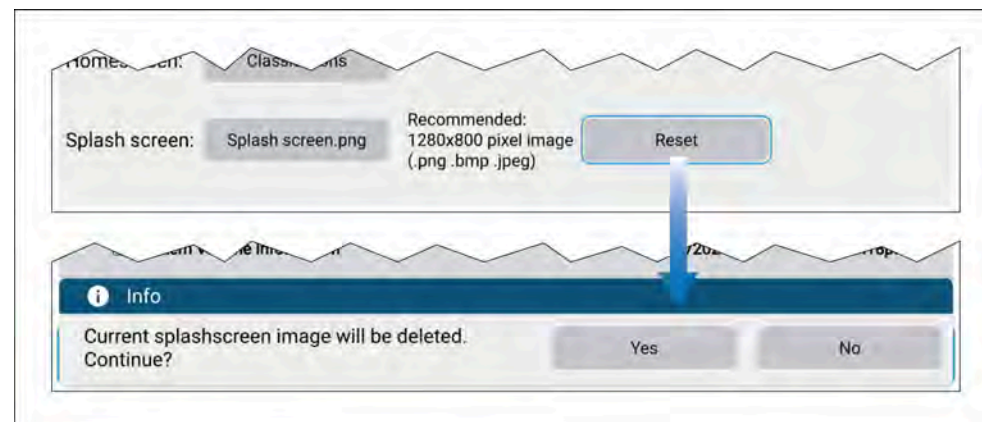 Splash screen:
Splash screen.png
Recommended:
1280x800 pixel image
(.png .bmp .jpeg)
Reset
Info
Current splashscreen image will be deleted.
Continue?
Yes
No